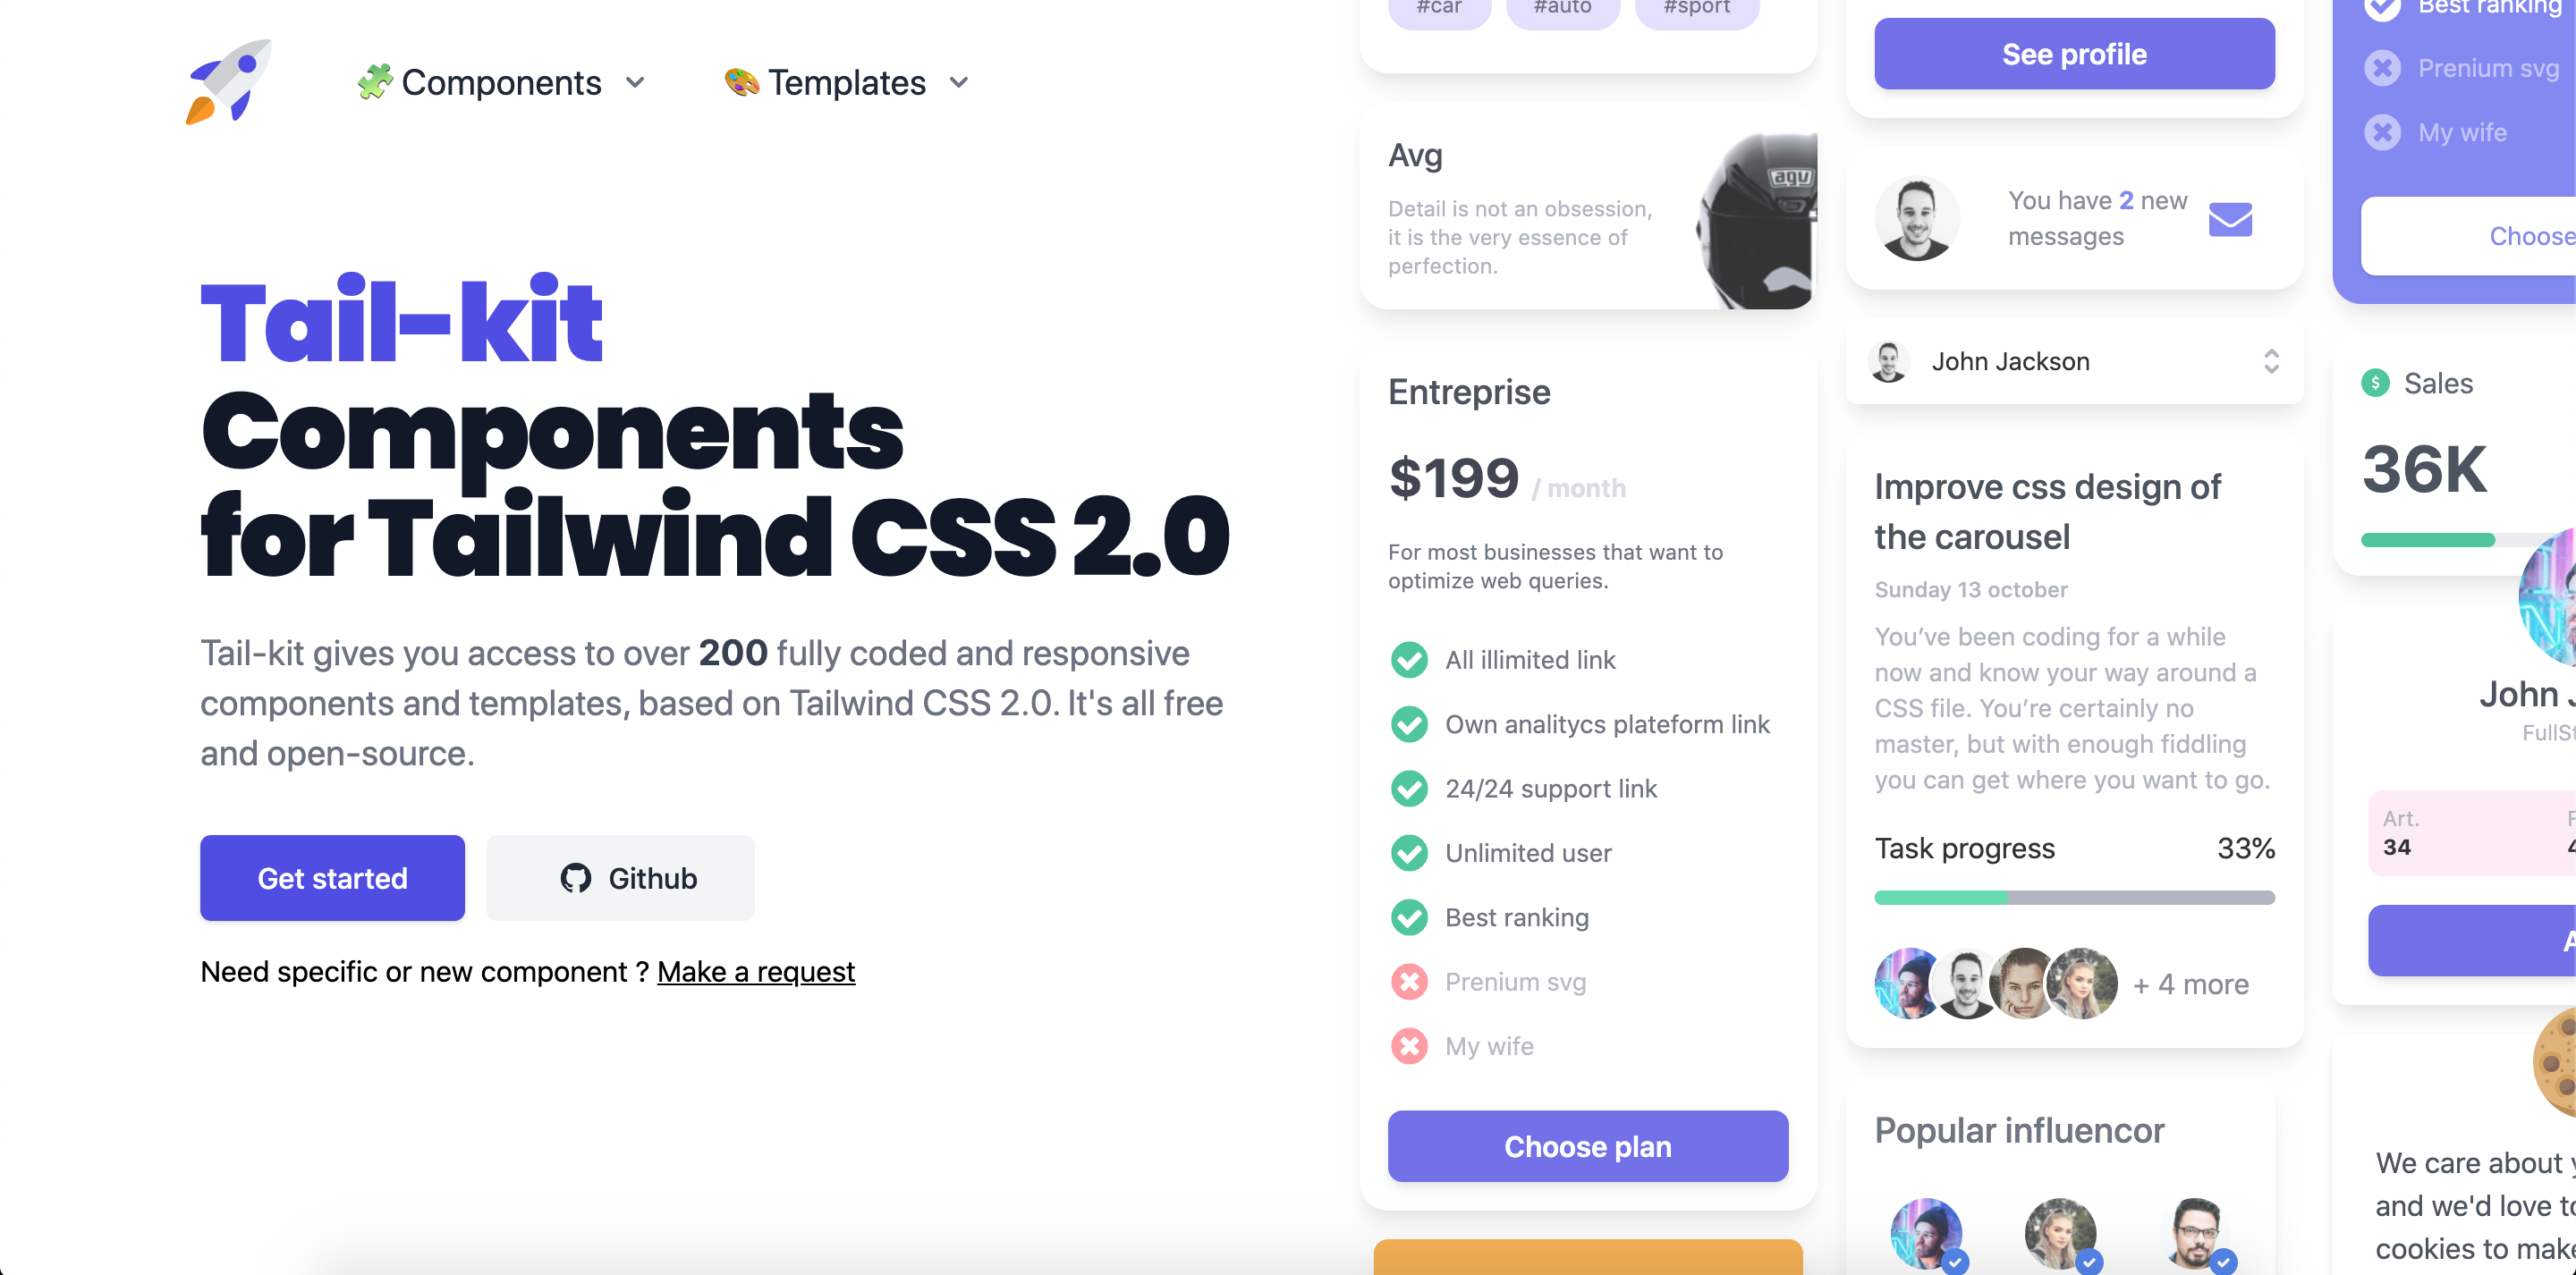 Components
Templates
Tail-kit
Components
for Tailwind CSS 2.0
Tail-kit gives you access to over 200 fully coded and responsive
components and templates, based on Tailwind CSS 2.0. It's all free
and open-source.
Get started
Github
Need specific or new component ? Make a request
#car
#auto
#sport
Avg
Detail is not an obsession,
it is the very essence of
perfection.
agv
Entreprise
$199 / month
For most businesses that want to
optimize web queries.
All illimited link
Own analitycs plateform link
24/24 support link
Unlimited user
Best ranking
Prenium svg
My wife
Choose plan
See profile
You have 2 new
messages
John Jackson
Improve css design of
the carousel
Sunday 13 october
You’ve been coding for a while
now and know your way around a
CSS file. You’re certainly no
master, but with enough fiddling
you can get where you want to go.
Task progress
33%
+ 4 more
Popular influencor
Best ranking
Prenium svg
My wife
Choose
$
Sales
36K
John
FullSt
Art.
34
We care about
and we'd love to
cookies to make